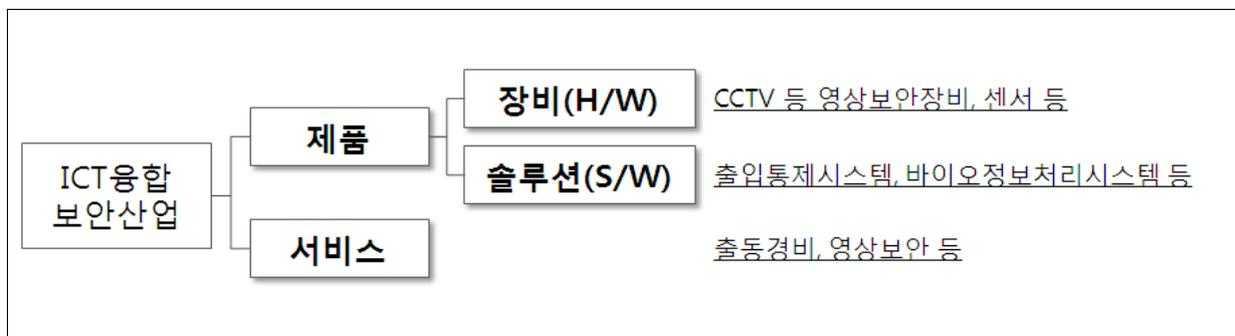 ICT융합
보안산업
제품
장비(H/W)
CCTV 등 영상보안장비, 센서 등
솔루션(S/W)
출입통제시스템, 바이오정보처리시스템 등
서비스
출동경비, 영상보안 등